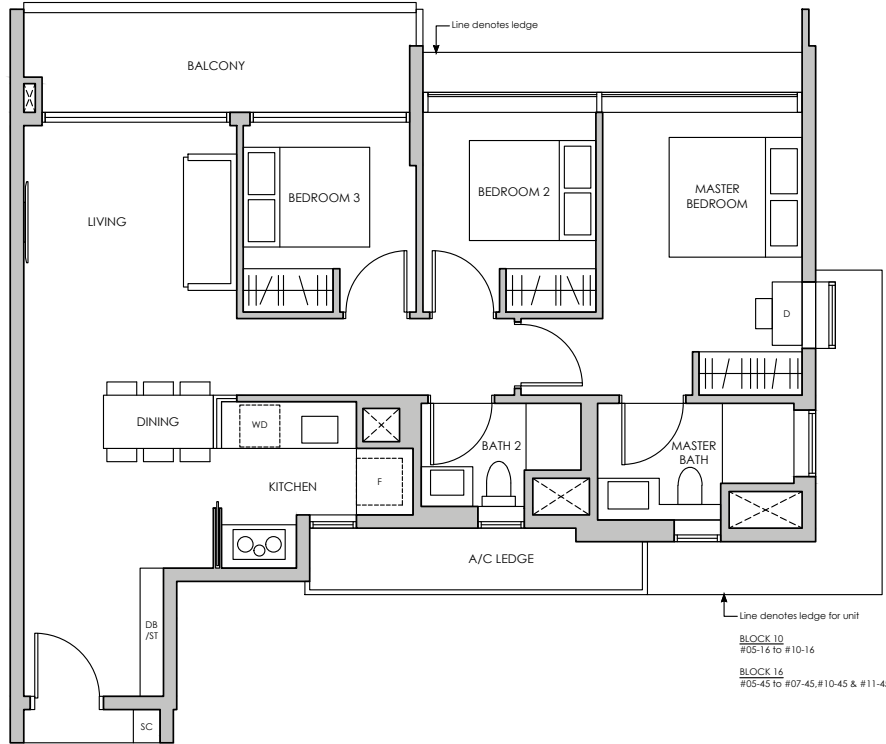 Line denotes ledge
BALCONY
BEDROOM 3
BEDROOM 2
MASTER
BEDROOM
LIVING
D
DINING
WD
BATH 2
MASTER
BATH
KITCHEN
F
A/C LEDGE
DB
/ST
SC
Line denotes ledge for unit
BLOCK 10
#05-16 to #10-16
BLOCK 16
#05-45 to #07-45,#10-45 & #11-45